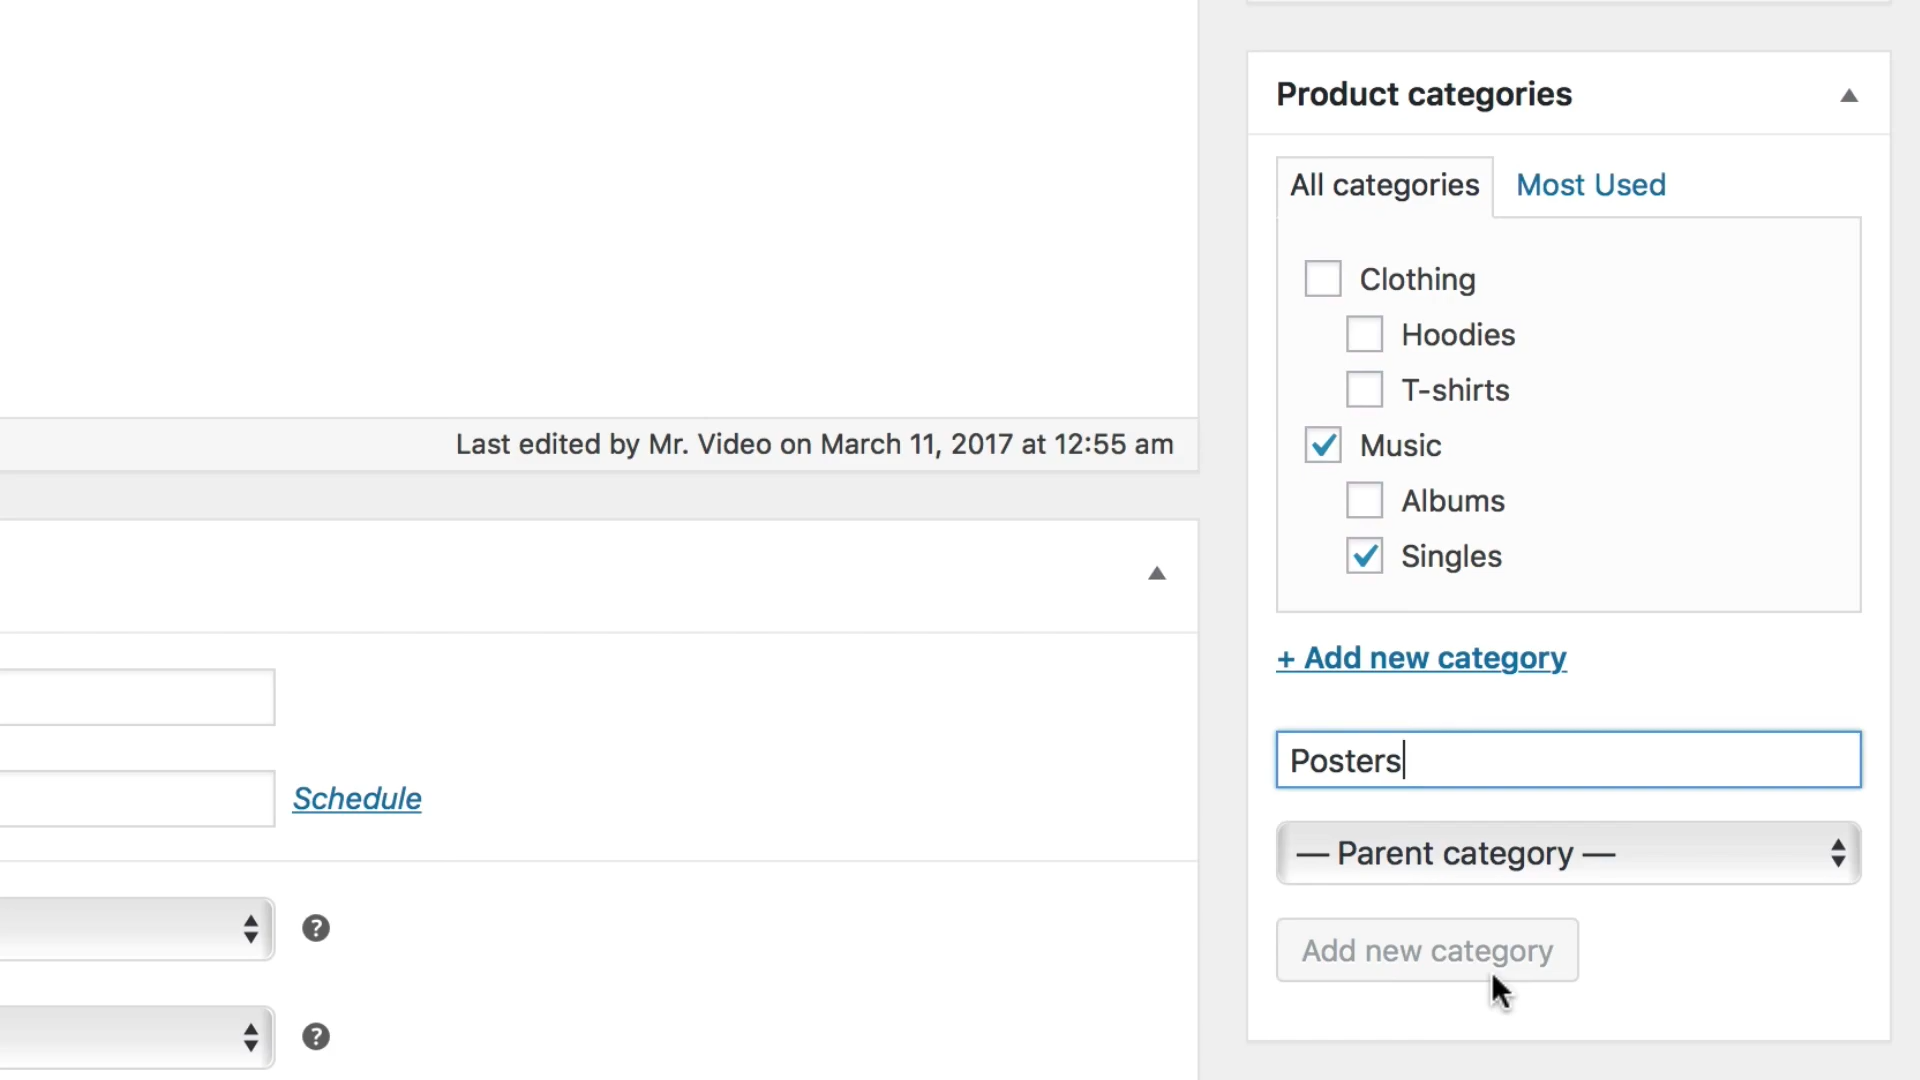 Product categories
All categories
Most Used
Clothing
Hoodies
T-shirts
Music
Albums
Singles
+ Add new category
Posters
— Parent category —
Add new category
Last edited by Mr. Video on March 11, 2017 at 12:55 am
Schedule
?
?